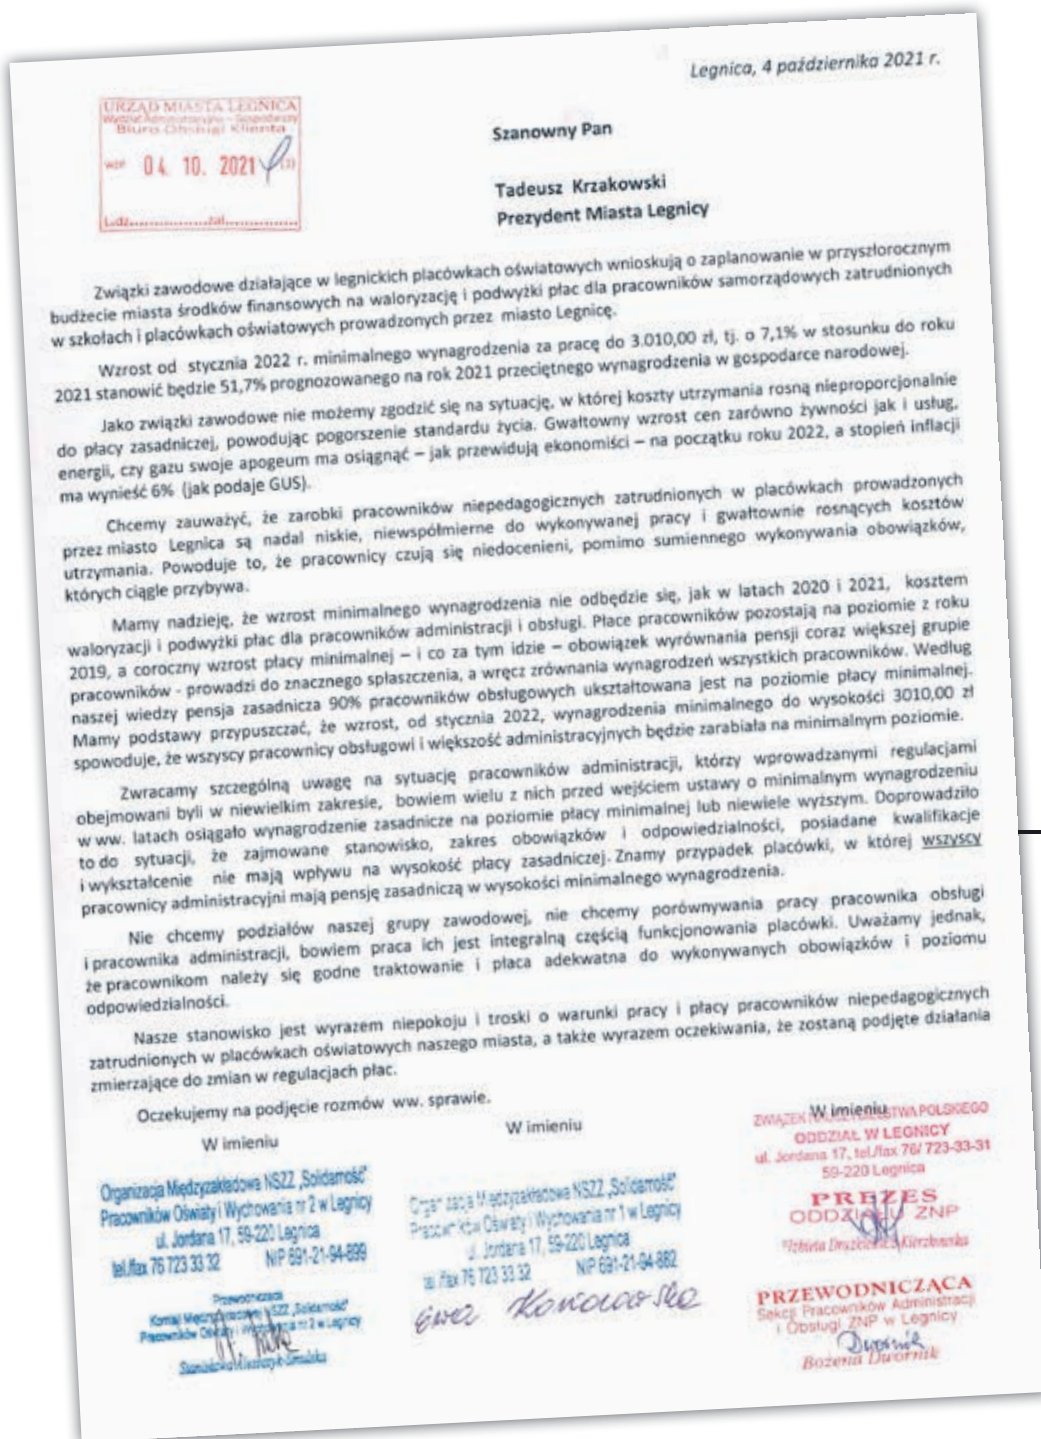 Legnica, 4 października 2021 r.
URZĄD MIASTA LEGNICA
Wydział Administracyjno - Gospodarczy
Biuro Obsługi Klienta
wpł. 04. 10. 2021 (3)
L.dz. zał.
Szanowny Pan
Tadeusz Krzakowski
Prezydent Miasta Legnicy
Związki zawodowe działające w legnickich placówkach oświatowych wnioskują o zaplanowanie w przyszłorocznym
budżecie miasta środków finansowych na waloryzację i podwyżki płac dla pracowników samorządowych zatrudnionych
w szkołach i placówkach oświatowych prowadzonych przez miasto Legnicę.
Wzrost od stycznia 2022 r. minimalnego wynagrodzenia za pracę do 3.010,00 zł, tj. o 7,1% w stosunku do roku
2021 stanowić będzie 51,7% prognozowanego na rok 2021 przeciętnego wynagrodzenia w gospodarce narodowej.
Jako związki zawodowe nie możemy zgodzić się na sytuację, w której koszty utrzymania rosną nieproporcjonalnie
do płacy zasadniczej, powodując pogorszenie standardu życia. Gwałtowny wzrost cen zarówno żywności jak i usług,
energii, czy gazu swoje apogeum ma osiągnąć – jak przewidują ekonomiści – na początku roku 2022, a stopień inflacji
ma wynieść 6% (jak podaje GUS).
Chcemy zauważyć, że zarobki pracowników niepedagogicznych zatrudnionych w placówkach prowadzonych
przez miasto Legnica są nadal niskie, niewspółmierne do wykonywanej pracy i gwałtownie rosnących kosztów
utrzymania. Powoduje to, że pracownicy czują się niedocenieni, pomimo sumiennego wykonywania obowiązków,
których ciągle przybywa.
Mamy nadzieję, że wzrost minimalnego wynagrodzenia nie odbędzie się, jak w latach 2020 i 2021, kosztem
waloryzacji i podwyżki płac dla pracowników administracji i obsługi. Płace pracowników pozostają na poziomie z roku
2019, a coroczny wzrost płacy minimalnej – i co za tym idzie – obowiązek wyrównania pensji coraz większej grupie
pracowników - prowadzi do znacznego spłaszczenia, a wręcz zrównania wynagrodzeń wszystkich pracowników. Według
naszej wiedzy pensja zasadnicza 90% pracowników obsługowych ukształtowana jest na poziomie płacy minimalnej.
Mamy podstawy przypuszczać, że wzrost, od stycznia 2022, wynagrodzenia minimalnego do wysokości 3010,00 zł
spowoduje, że wszyscy pracownicy obsługowi i większość administracyjnych będzie zarabiała na minimalnym poziomie.
Zwracamy szczególną uwagę na sytuację pracowników administracji, którzy wprowadzanymi regulacjami
obejmowani byli w niewielkim zakresie, bowiem wielu z nich przed wejściem ustawy o minimalnym wynagrodzeniu
w ww. latach osiągało wynagrodzenie zasadnicze na poziomie płacy minimalnej lub niewiele wyższym. Doprowadziło
to do sytuacji, że zajmowane stanowisko, zakres obowiązków i odpowiedzialności, posiadane kwalifikacje
i wykształcenie nie mają wpływu na wysokość płacy zasadniczej. Znamy przypadek placówki, w której wszyscy
pracownicy administracyjni mają pensję zasadniczą w wysokości minimalnego wynagrodzenia.
Nie chcemy podziałów naszej grupy zawodowej, nie chcemy porównywania pracy pracownika obsługi
i pracownika administracji, bowiem praca ich jest integralną częścią funkcjonowania placówki. Uważamy jednak,
że pracownikom należy się godne traktowanie i płaca adekwatna do wykonywanych obowiązków i poziomu
odpowiedzialności.
Nasze stanowisko jest wyrazem niepokoju i troski o warunki pracy i płacy pracowników niepedagogicznych
zatrudnionych w placówkach oświatowych naszego miasta, a także wyrazem oczekiwania, że zostaną podjęte działania
zmierzające do zmian w regulacjach płac.
Oczekujemy na podjęcie rozmów ww. sprawie.
W imieniu
Organizacja Międzyzakładowa NSZZ „Solidarność"
Pracowników Oświaty i Wychowania nr 2 w Legnicy
ul. Jordana 17, 59-220 Legnica
tel./fax 76 723 33 32 NIP 691-21-94-899
Przewodnicząca
Komisji Międzyzakładowej NSZZ „Solidarność"
Pracowników Oświaty i Wychowania nr 2 w Legnicy
W imieniu
Organizacja Międzyzakładowa NSZZ „Solidarność"
Pracowników Oświaty i Wychowania nr 1 w Legnicy
ul. Jordana 17, 59-220 Legnica
tel./fax 76 723 33 32 NIP 691-21-94-882
Ewa Kosiorowska
W imieniu
ZWIĄZEK NAUCZYCIELSTWA POLSKIEGO
ODDZIAŁ W LEGNICY
ul. Jordana 17, tel./fax 76/ 723-33-31
59-220 Legnica
PREZES
ODDZIAŁU ZNP
Elżbieta
PRZEWODNICZĄCA
Sekcji Pracowników Administracji
i Obsługi ZNP w Legnicy
Dwornik
Bożena Dwornik